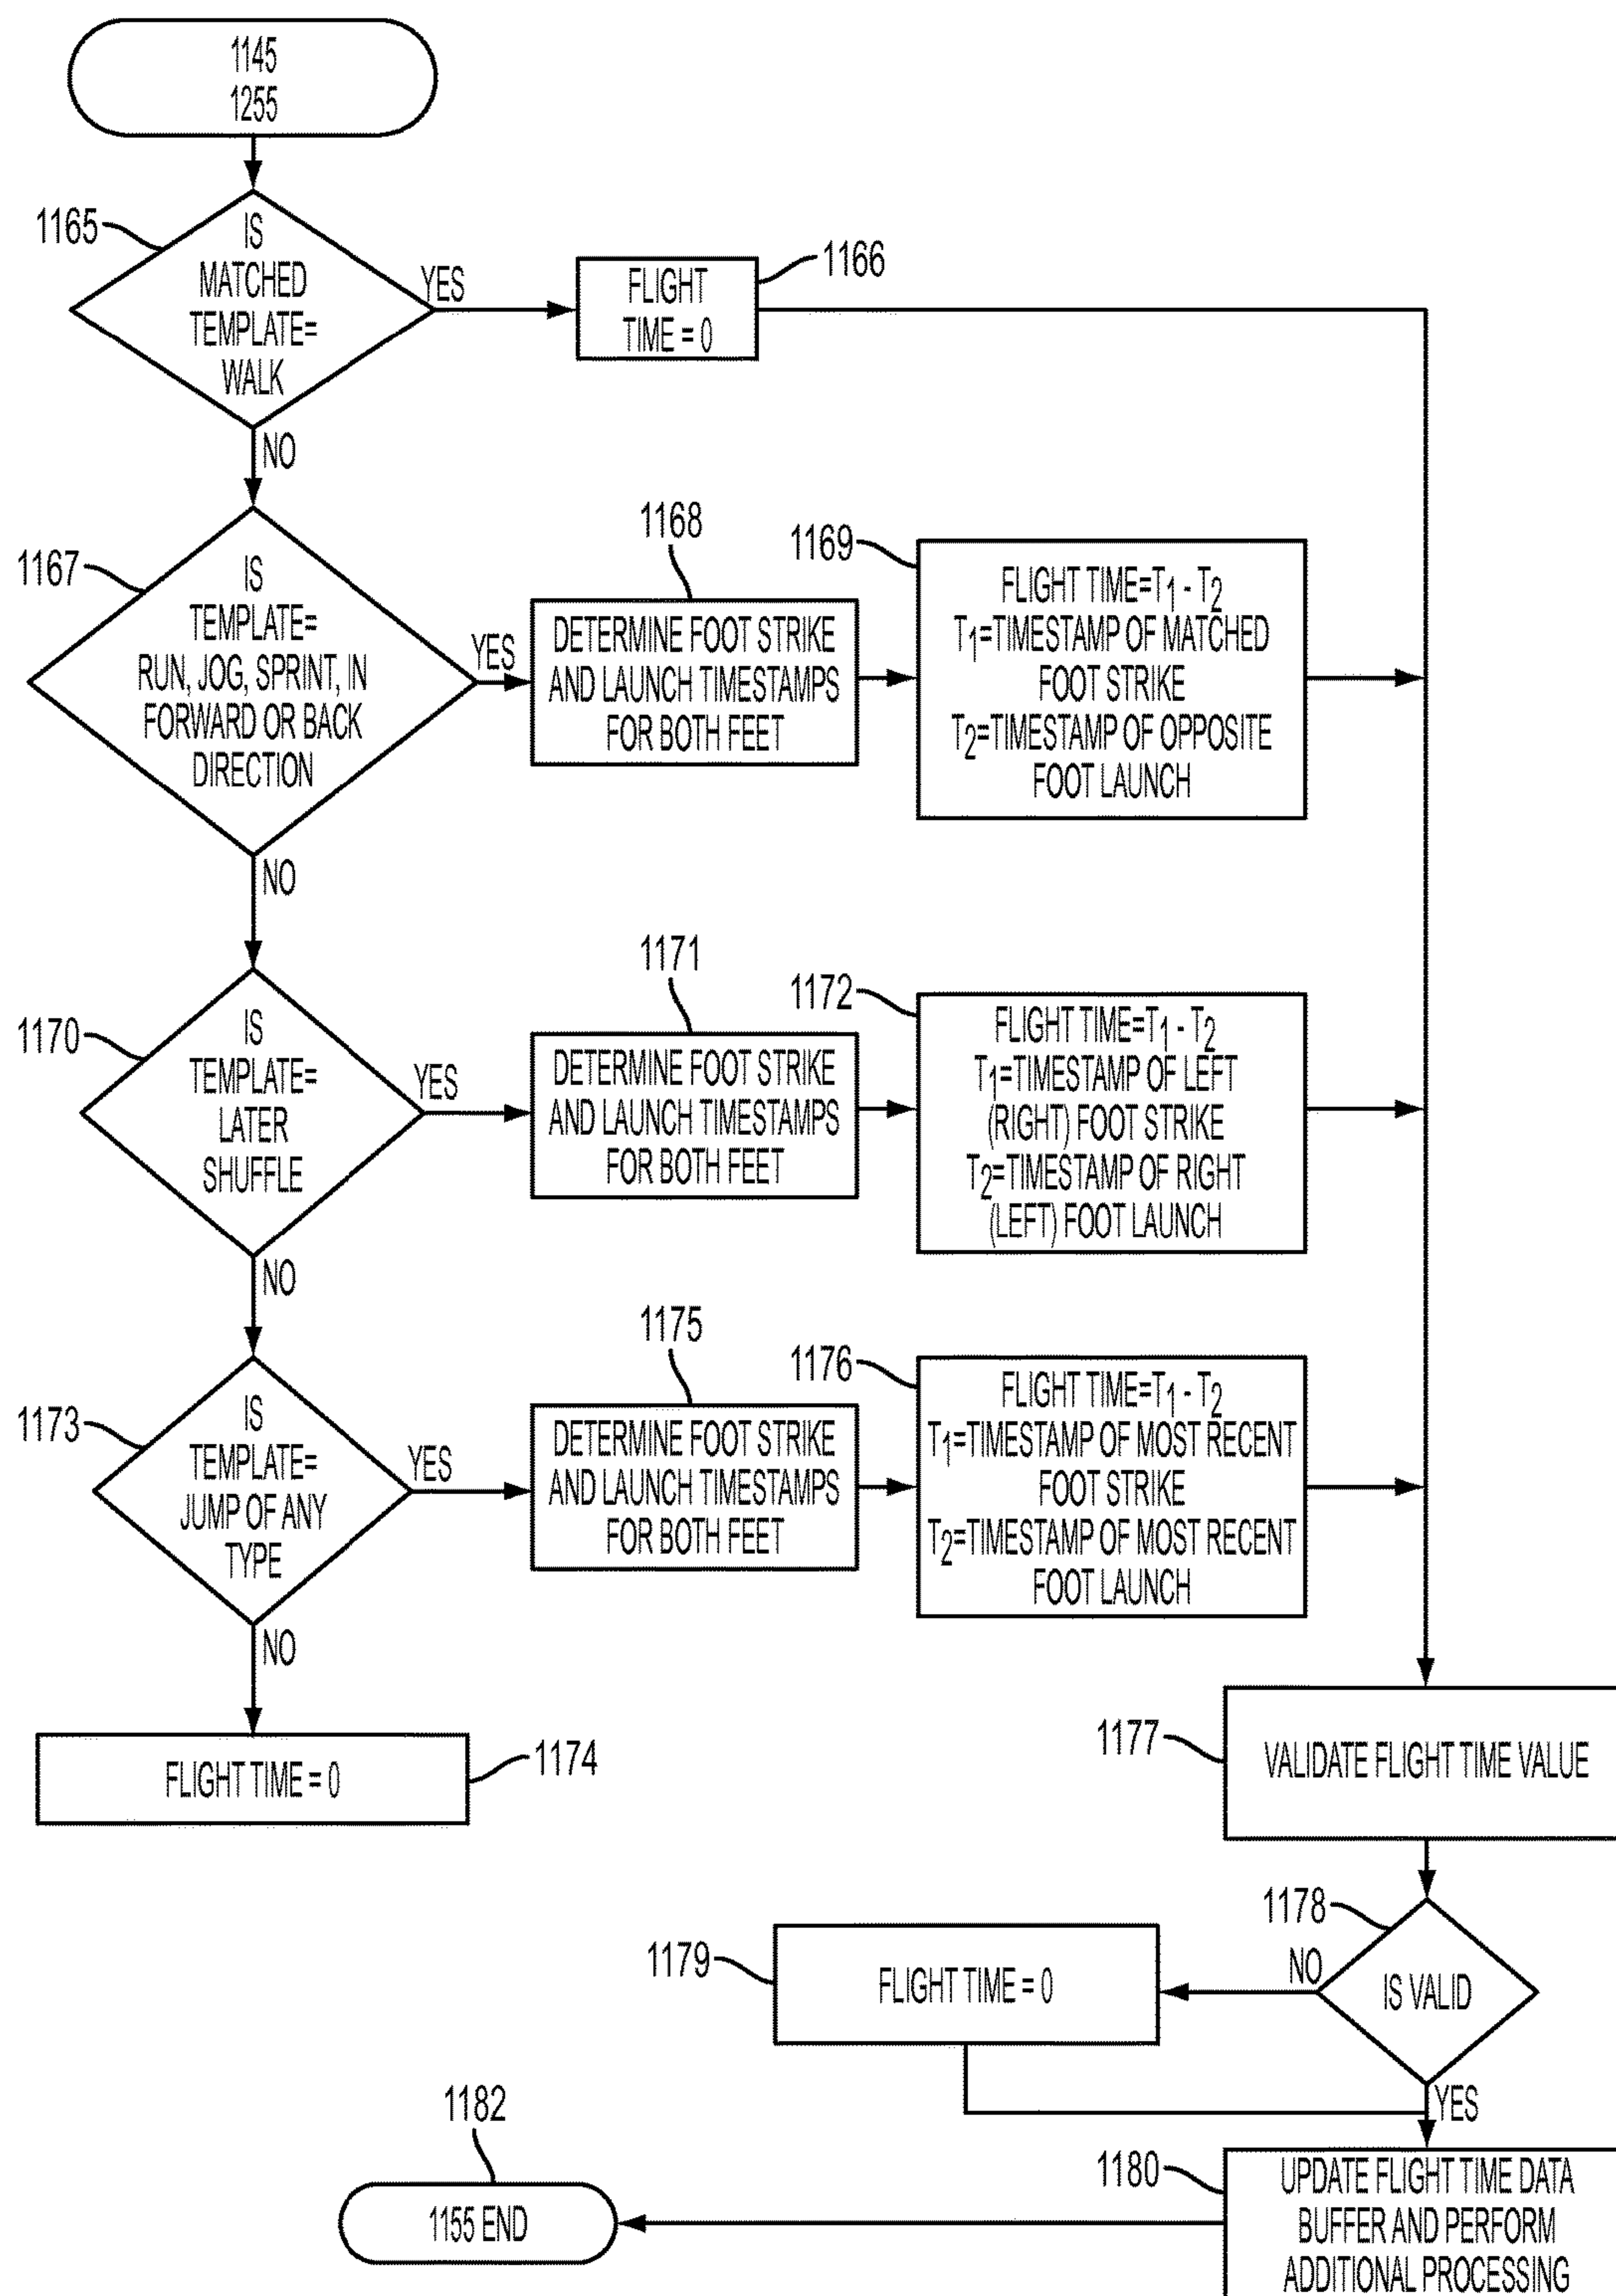 1145
1255
1165
IS
MATCHED
TEMPLATE=
WALK
YES
NO
FLIGHT
TIME = 0
1166
1167
IS
TEMPLATE=
RUN, JOG, SPRINT, IN
FORWARD OR BACK
DIRECTION
YES
NO
1168
DETERMINE FOOT STRIKE
AND LAUNCH TIMESTAMPS
FOR BOTH FEET
1169
FLIGHT TIME=T1 - T2
T1=TIMESTAMP OF MATCHED
FOOT STRIKE
T2=TIMESTAMP OF OPPOSITE
FOOT LAUNCH
1170
IS
TEMPLATE=
LATER
SHUFFLE
YES
NO
1171
DETERMINE FOOT STRIKE
AND LAUNCH TIMESTAMPS
FOR BOTH FEET
1172
FLIGHT TIME=T1 - T2
T1=TIMESTAMP OF LEFT
(RIGHT) FOOT STRIKE
T2=TIMESTAMP OF RIGHT
(LEFT) FOOT LAUNCH
1173
IS
TEMPLATE=
JUMP OF ANY
TYPE
YES
NO
1175
DETERMINE FOOT STRIKE
AND LAUNCH TIMESTAMPS
FOR BOTH FEET
1176
FLIGHT TIME=T1 - T2
T1=TIMESTAMP OF MOST RECENT
FOOT STRIKE
T2=TIMESTAMP OF MOST RECENT
FOOT LAUNCH
FLIGHT TIME = 0
1174
1177
VALIDATE FLIGHT TIME VALUE
1178
IS VALID
NO
YES
1179
FLIGHT TIME = 0
1180
UPDATE FLIGHT TIME DATA
BUFFER AND PERFORM
ADDITIONAL PROCESSING
1182
1155 END